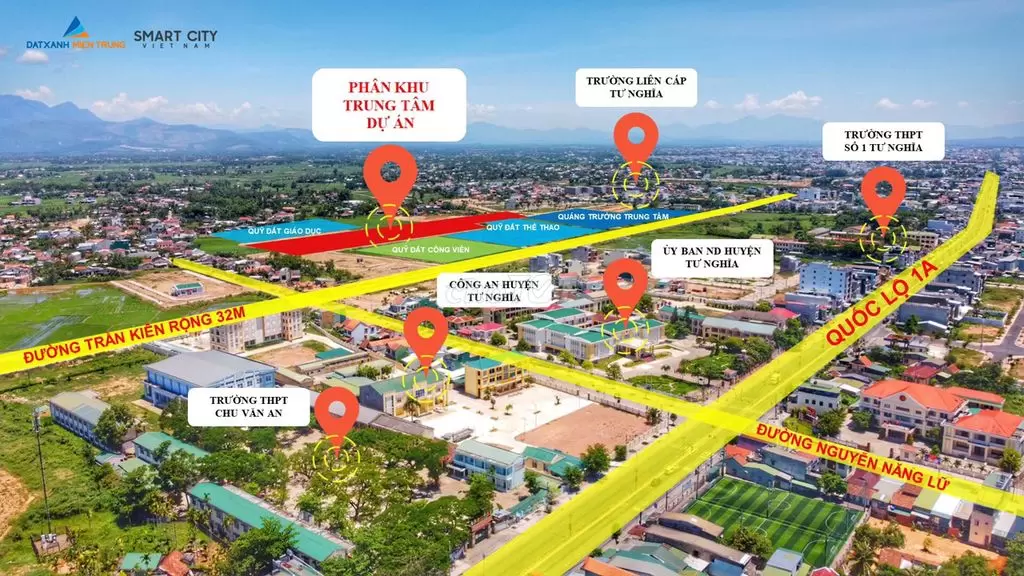 DATXANH MIEN TRUNG
SMART CITY
VIET NAM
PHÂN KHU
TRUNG TÂM
DỰ ÁN
TRƯỜNG LIÊN CẤP
TƯ NGHĨA
TRƯỜNG THPT
SỐ 1 TƯ NGHĨA
QUỸ ĐẤT GIÁO DỤC
QUẢNG TRƯỜNG TRUNG TÂM
QUỸ ĐẤT THỂ THAO
QUỸ ĐẤT CÔNG VIÊN
ỦY BAN ND HUYỆN
TƯ NGHĨA
CÔNG AN HUYỆN
TƯ NGHĨA
QUỐC LỘ 1A
ĐƯỜNG TRẦN KIÊN RỘNG 32M
TRƯỜNG THPT
CHU VĂN AN
ĐƯỜNG NGUYỄN NĂNG LỮ